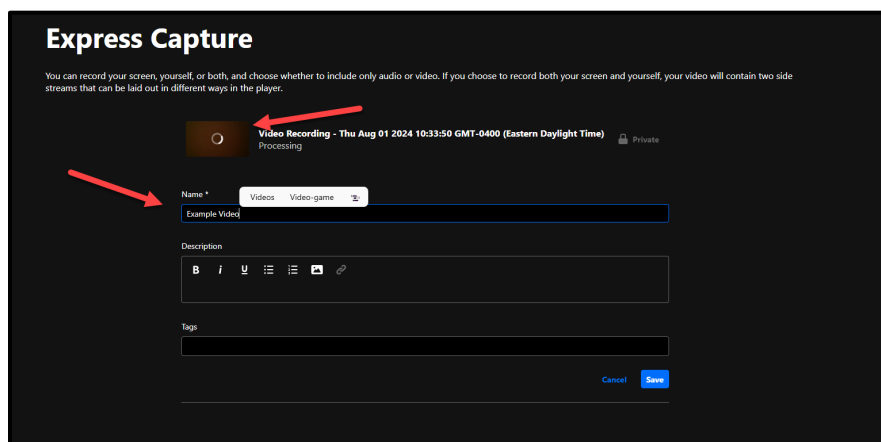 Express Capture
You can record your screen, yourself, or both, and choose whether to include only audio or video. If you choose to record both your screen and yourself, your video will contain two side
streams that can be laid out in different ways in the player.
Video Recording - Thu Aug 01 2024 10:33:50 GMT-0400 (Eastern Daylight Time)
Processing
Private
Name *
Videos Video-game
Example Video
Description
B i U
Tags
Cancel Save